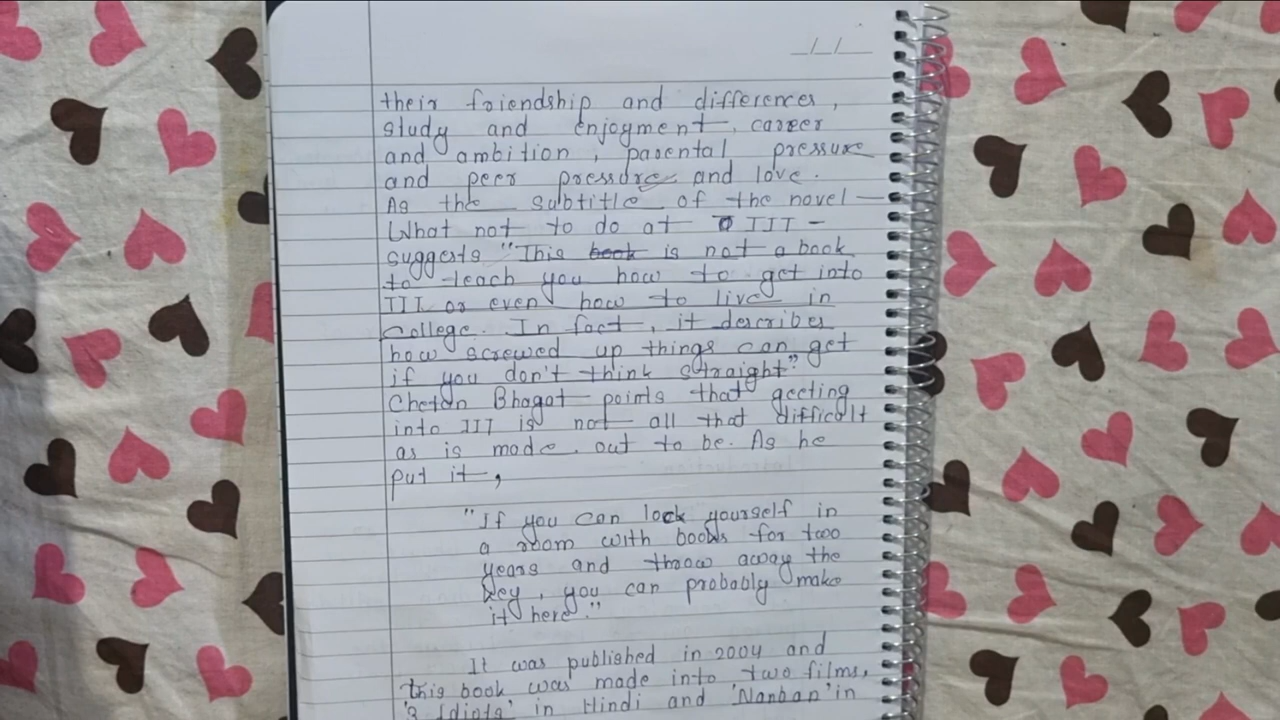 _/_/_
their friendship and differences,
study and enjoyment, career
and ambition, parental pressure
and peer pressure and love.
As the subtitle of the novel —
What not to do at IIT –
suggests "This book is not a book
to teach you how to get into
IIT or even how to live in
College. In fact, it describes
how screwed up things can get
if you don't think straight"
Chetan Bhagat points that geeting
into IIT is not all that difficult
as is made out to be. As he
put it,
"If you can lock yourself in
a room with books for two
years and throw away the
key, you can probably make
it here."
It was published in 2004 and
this book was made into two films,
'3 Idiots' in Hindi and 'Nanban' in